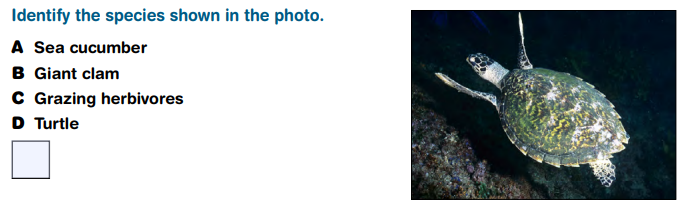 Identify the species shown in the photo.
A Sea cucumber
B Giant clam
C Grazing herbivores
D Turtle